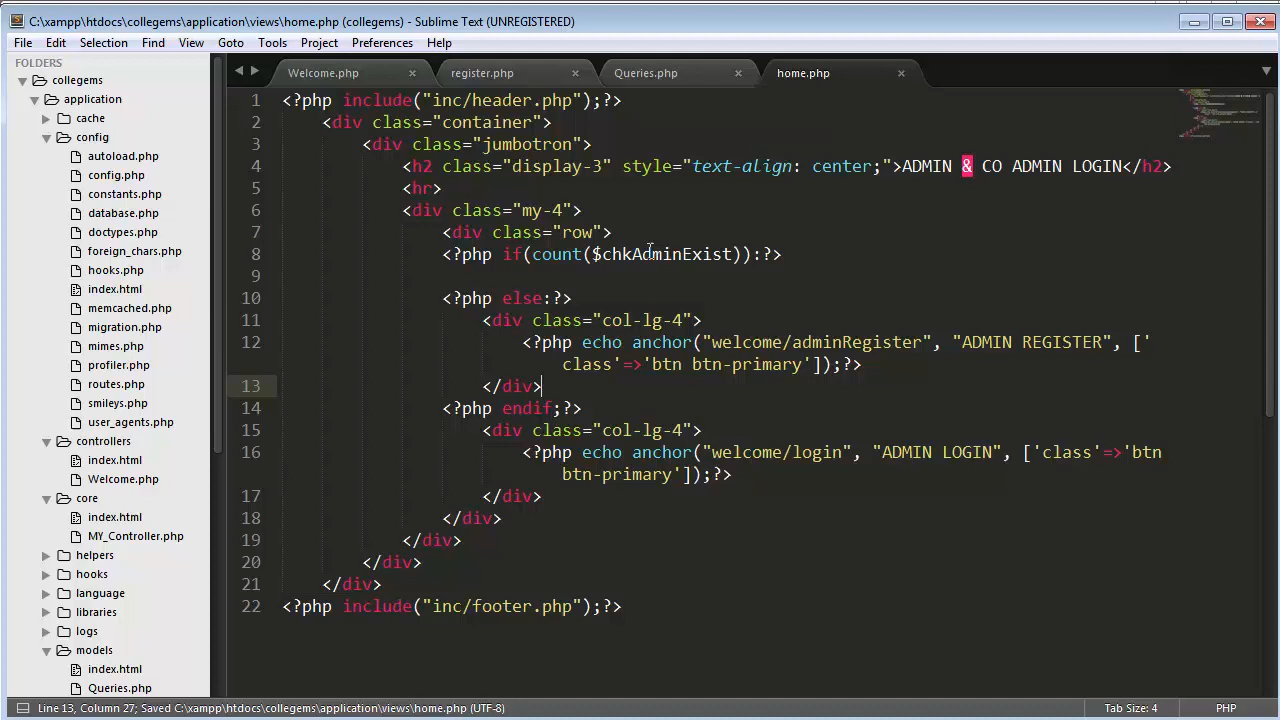 C:\xampp\htdocs\collegems\application\views\home.php (collegems) - Sublime Text (UNREGISTERED)
File Edit Selection Find View Goto Tools Project Preferences Help
FOLDERS
collegems
application
cache
config
autoload.php
config.php
constants.php
database.php
doctypes.php
foreign_chars.php
hooks.php
index.html
memcached.php
migration.php
mimes.php
profiler.php
routes.php
smileys.php
user_agents.php
controllers
index.html
Welcome.php
core
index.html
MY_Controller.php
helpers
hooks
language
libraries
logs
models
index.html
Queries.php
Welcome.php register.php Queries.php home.php
1 <?php include("inc/header.php");?>
2 <div class="container">
3 <div class="jumbotron">
4 <h2 class="display-3" style="text-align: center;">ADMIN & CO ADMIN LOGIN</h2>
5 <hr>
6 <div class="my-4">
7 <div class="row">
8 <?php if(count($chkAdminExist)):?>
9
10 <?php else:?>
11 <div class="col-lg-4">
12 <?php echo anchor("welcome/adminRegister", "ADMIN REGISTER", ['
class'=>'btn btn-primary']);?>
13 </div>
14 <?php endif;?>
15 <div class="col-lg-4">
16 <?php echo anchor("welcome/login", "ADMIN LOGIN", ['class'=>'btn
btn-primary']);?>
17 </div>
18 </div>
19 </div>
20 </div>
21 </div>
22 <?php include("inc/footer.php");?>
Line 13, Column 27; Saved C:\xampp\htdocs\collegems\application\views\home.php (UTF-8) Tab Size: 4 PHP